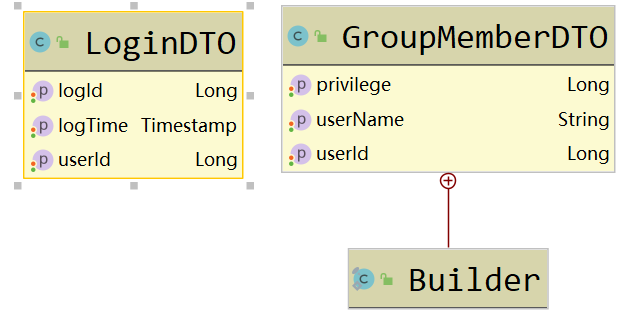 LoginDTO
logId Long
logTime Timestamp
userId Long
GroupMemberDTO
privilege Long
userName String
userId Long
Builder